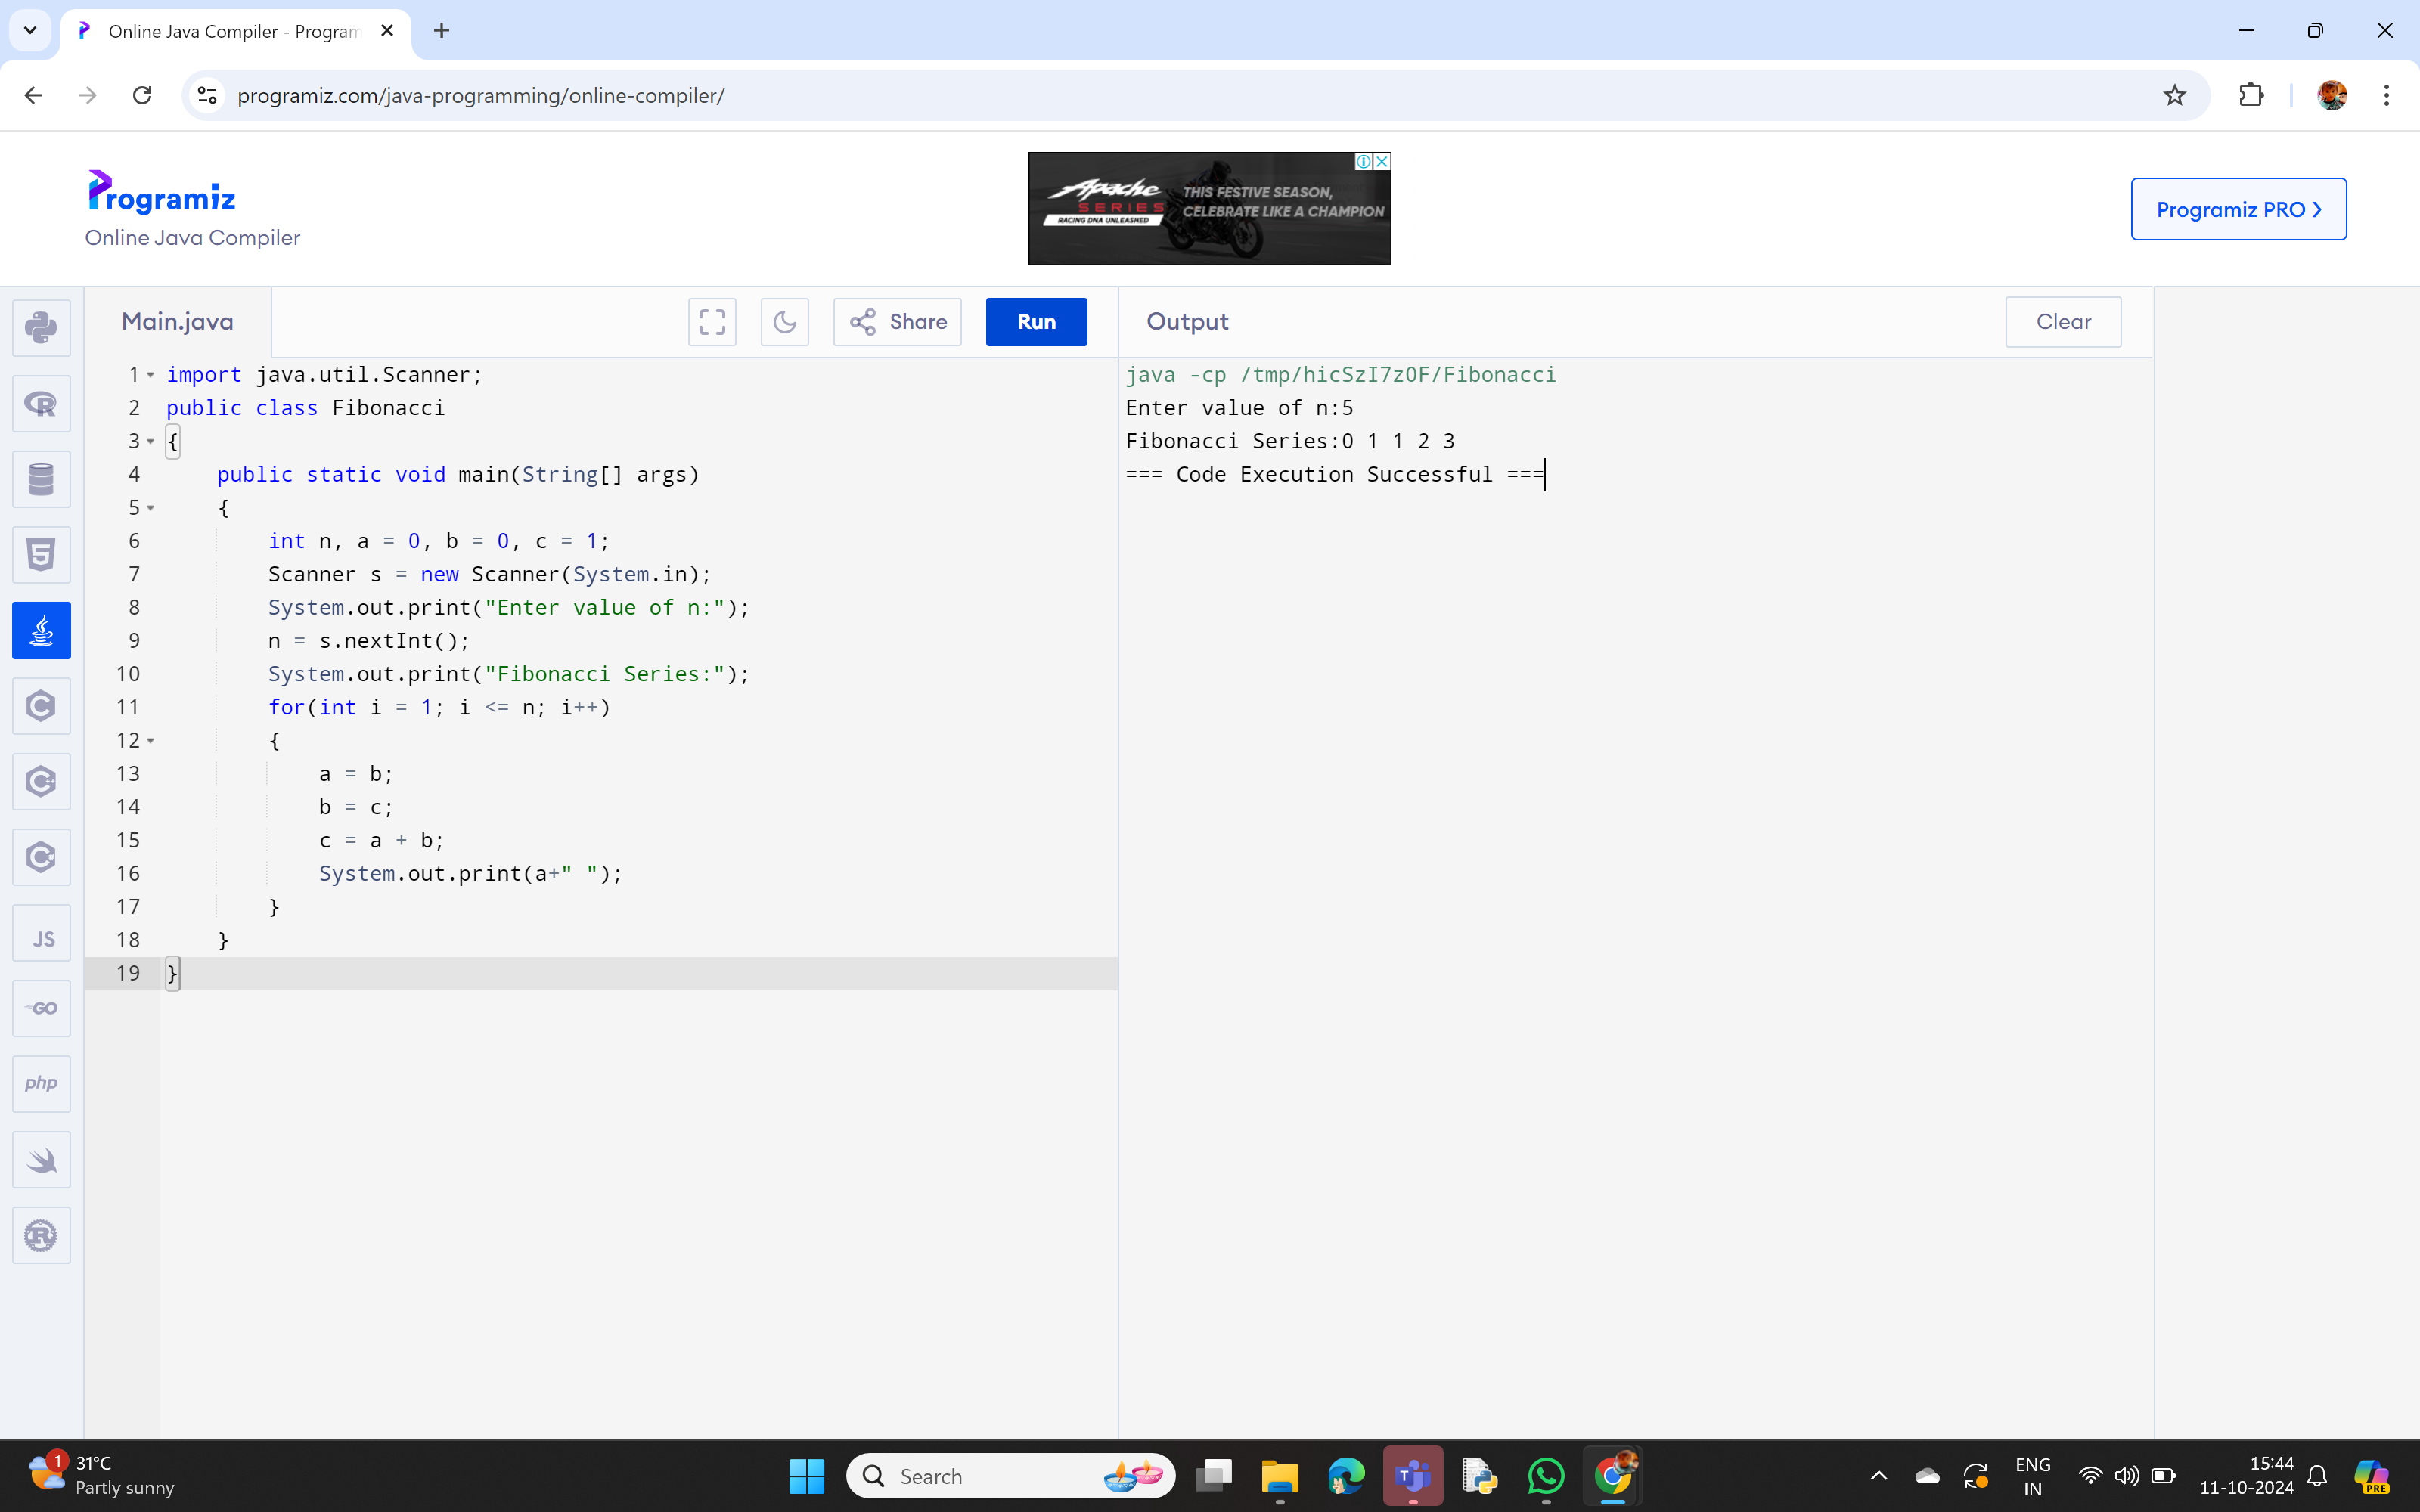 Online Java Compiler - Program
programiz.com/java-programming/online-compiler/
Programiz
Online Java Compiler
Apache
SERIES
RACING DNA UNLEASHED
THIS FESTIVE SEASON,
CELEBRATE LIKE A CHAMPION
Programiz PRO ❯
Main.java
Share
Run
Output
Clear
1 import java.util.Scanner;
2 public class Fibonacci
3 {
4     public static void main(String[] args)
5     {
6         int n, a = 0, b = 0, c = 1;
7         Scanner s = new Scanner(System.in);
8         System.out.print("Enter value of n:");
9         n = s.nextInt();
10         System.out.print("Fibonacci Series:");
11         for(int i = 1; i <= n; i++)
12         {
13             a = b;
14             b = c;
15             c = a + b;
16             System.out.print(a+" ");
17         }
18     }
19 }
java -cp /tmp/hicSzI7zOF/Fibonacci
Enter value of n:5
Fibonacci Series:0 1 1 2 3
=== Code Execution Successful ===
R
5
C
C
C
JS
GO
php
R
1
31°C
Partly sunny
Search
T
ENG
IN
15:44
11-10-2024
PRE